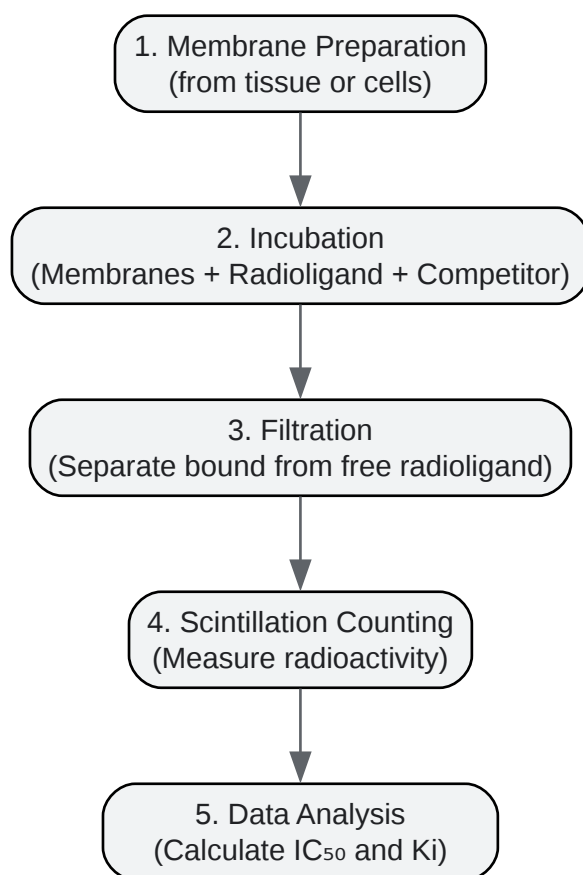 1. Membrane Preparation
(from tissue or cells)
2. Incubation
(Membranes + Radioligand + Competitor)
3. Filtration
(Separate bound from free radioligand)
4. Scintillation Counting
(Measure radioactivity)
5. Data Analysis
(Calculate IC₅₀ and Ki)